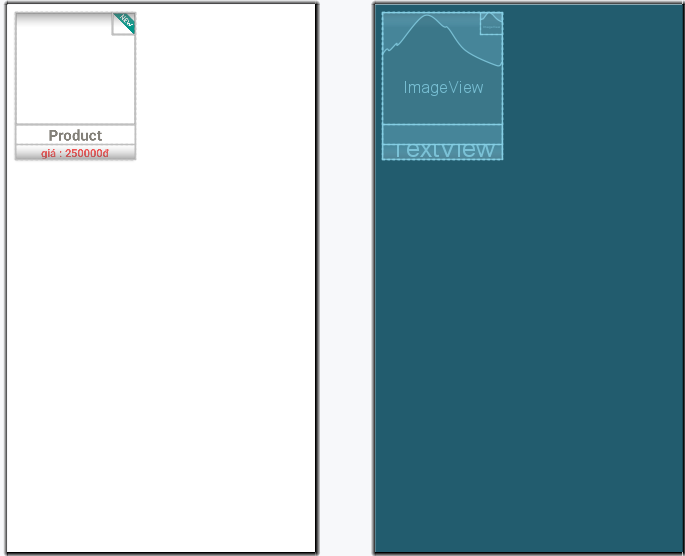 NEW
Product
giá : 250000đ
ImageView
TextView